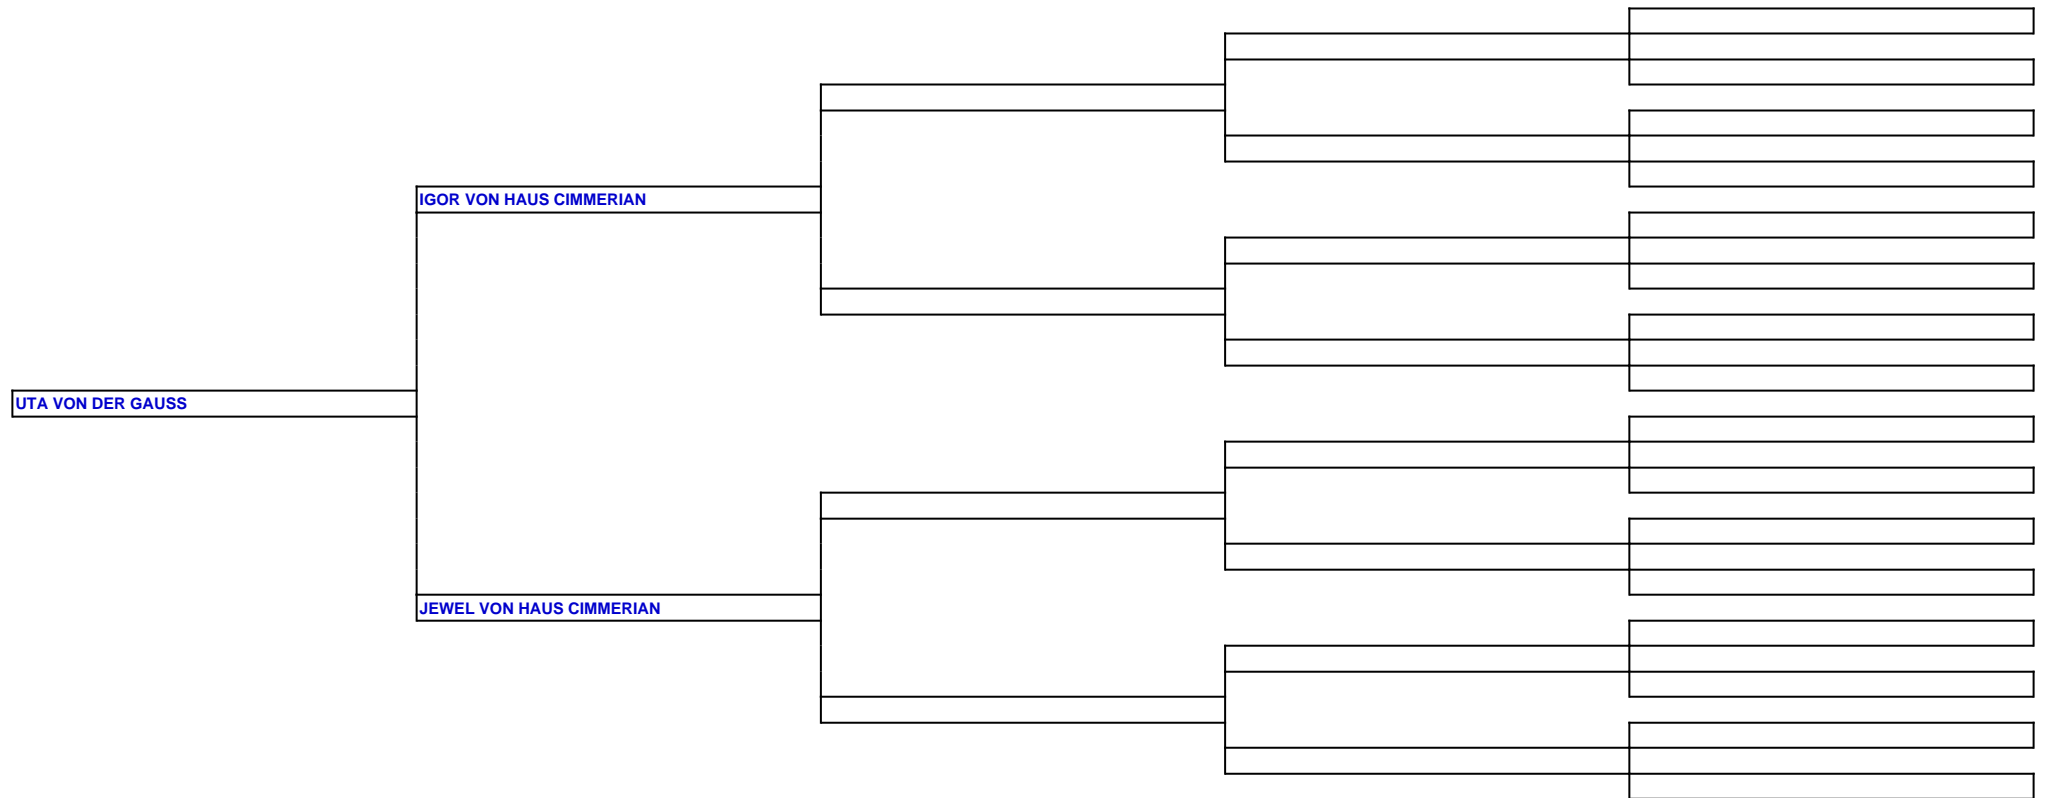 IGOR VON HAUS CIMMERIAN
UTA VON DER GAUSS
JEWEL VON HAUS CIMMERIAN